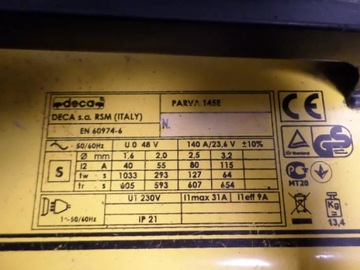 deca
DECA s.a. RSM (ITALY)
PARVA 145E
N.
EN 60974-6
50/60Hz U 0 48 V 140 A/23,6 V ±10%
Ø mm 1.6 2.0 2.5 3.2
S I2 A 40 55 80 115
tw s 1033 293 127 64
tr s 605 593 607 654
U1 230V I1max 31A I1eff 9A
1~50/60Hz
IP 21
CE
GS
PC
MT20
Kg
13,4